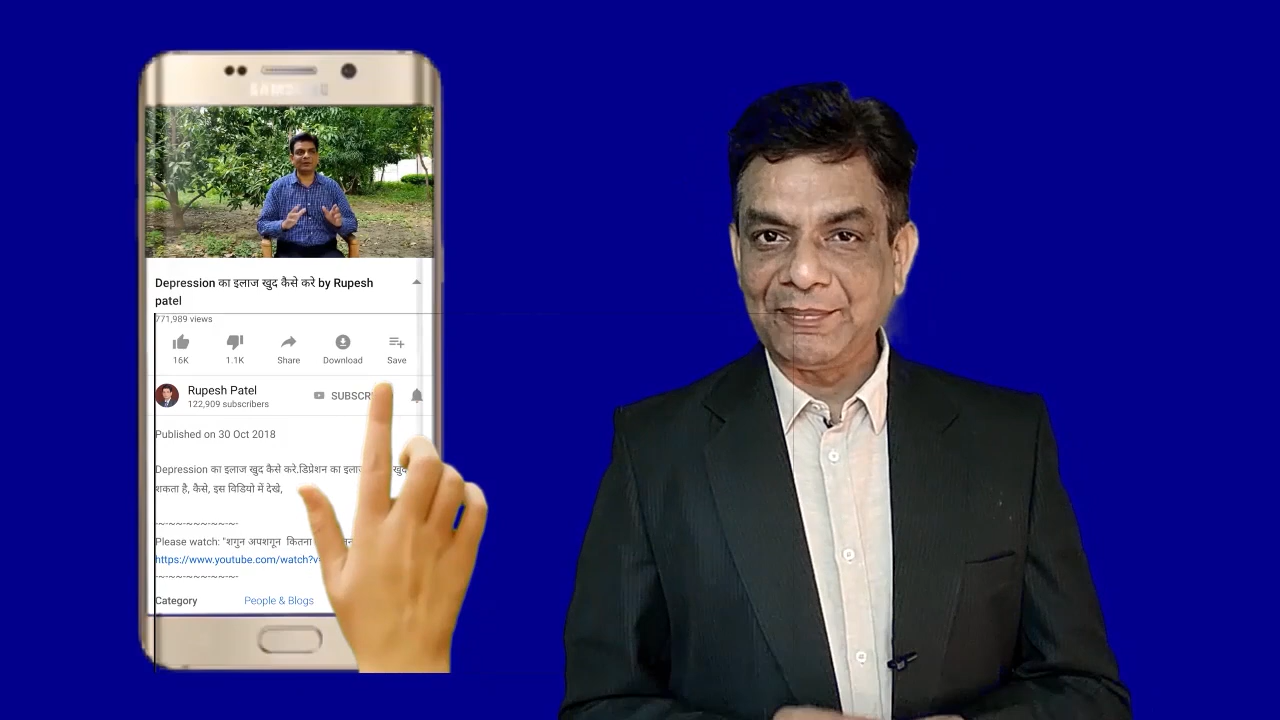 SAMSUNG
Depression का इलाज खुद कैसे करे by Rupesh
patel
771,989 views
16K
1.1K
Share
Download
Save
Rupesh Patel
122,909 subscribers
Published on 30 Oct 2018
Depression का इलाज खुद कैसे करे.डिप्रेशन का खुद
शकता है, कैसे, इस विडियो में देखे,
-~-~~-~~~-~~-~-
Please watch: "शगुन अपशगून कितना
https://www.youtube.com/watch?v=
-~-~~-~~~-~~-~-
Category People & Blogs